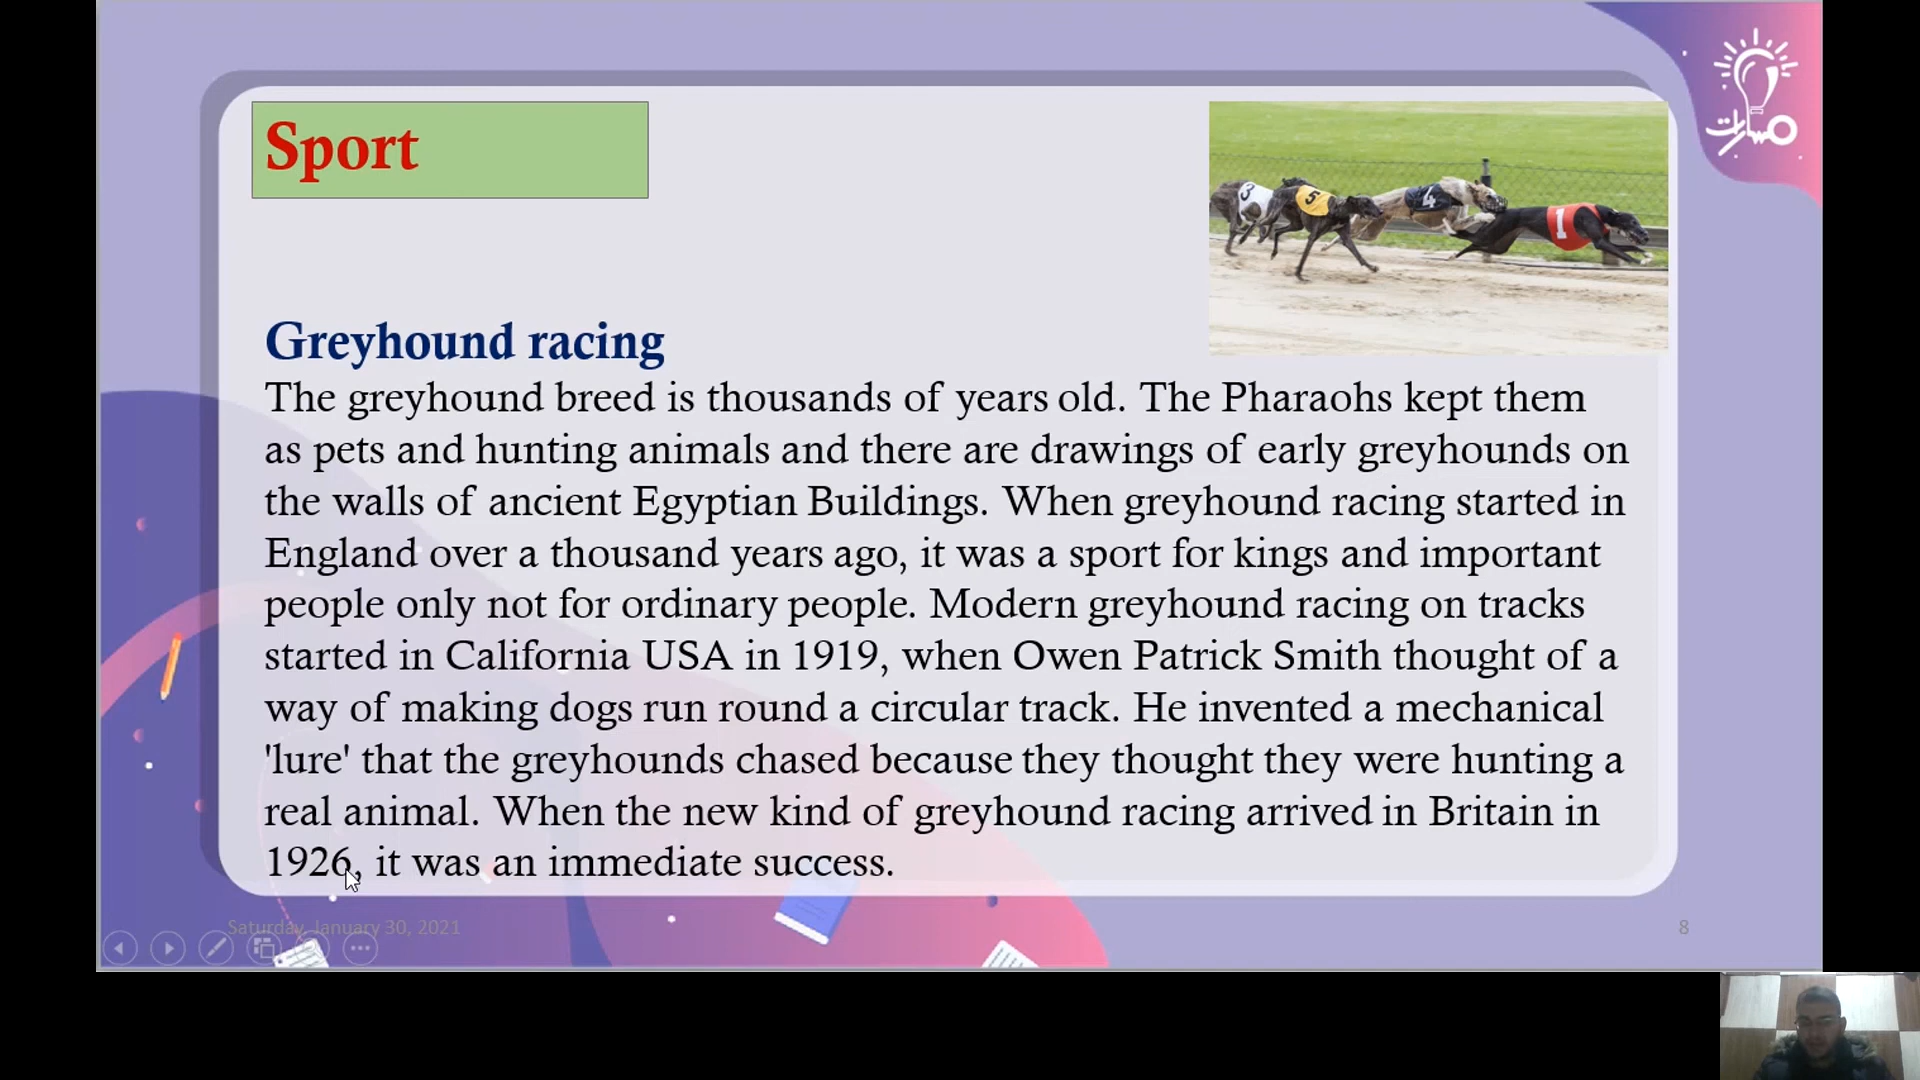 Sport
3
5
4
1
مسارات
Greyhound racing
The greyhound breed is thousands of years old. The Pharaohs kept them
as pets and hunting animals and there are drawings of early greyhounds on
the walls of ancient Egyptian Buildings. When greyhound racing started in
England over a thousand years ago, it was a sport for kings and important
people only not for ordinary people. Modern greyhound racing on tracks
started in California USA in 1919, when Owen Patrick Smith thought of a
way of making dogs run round a circular track. He invented a mechanical
'lure' that the greyhounds chased because they thought they were hunting a
real animal. When the new kind of greyhound racing arrived in Britain in
1926, it was an immediate success.
Saturday, January 30, 2021
8